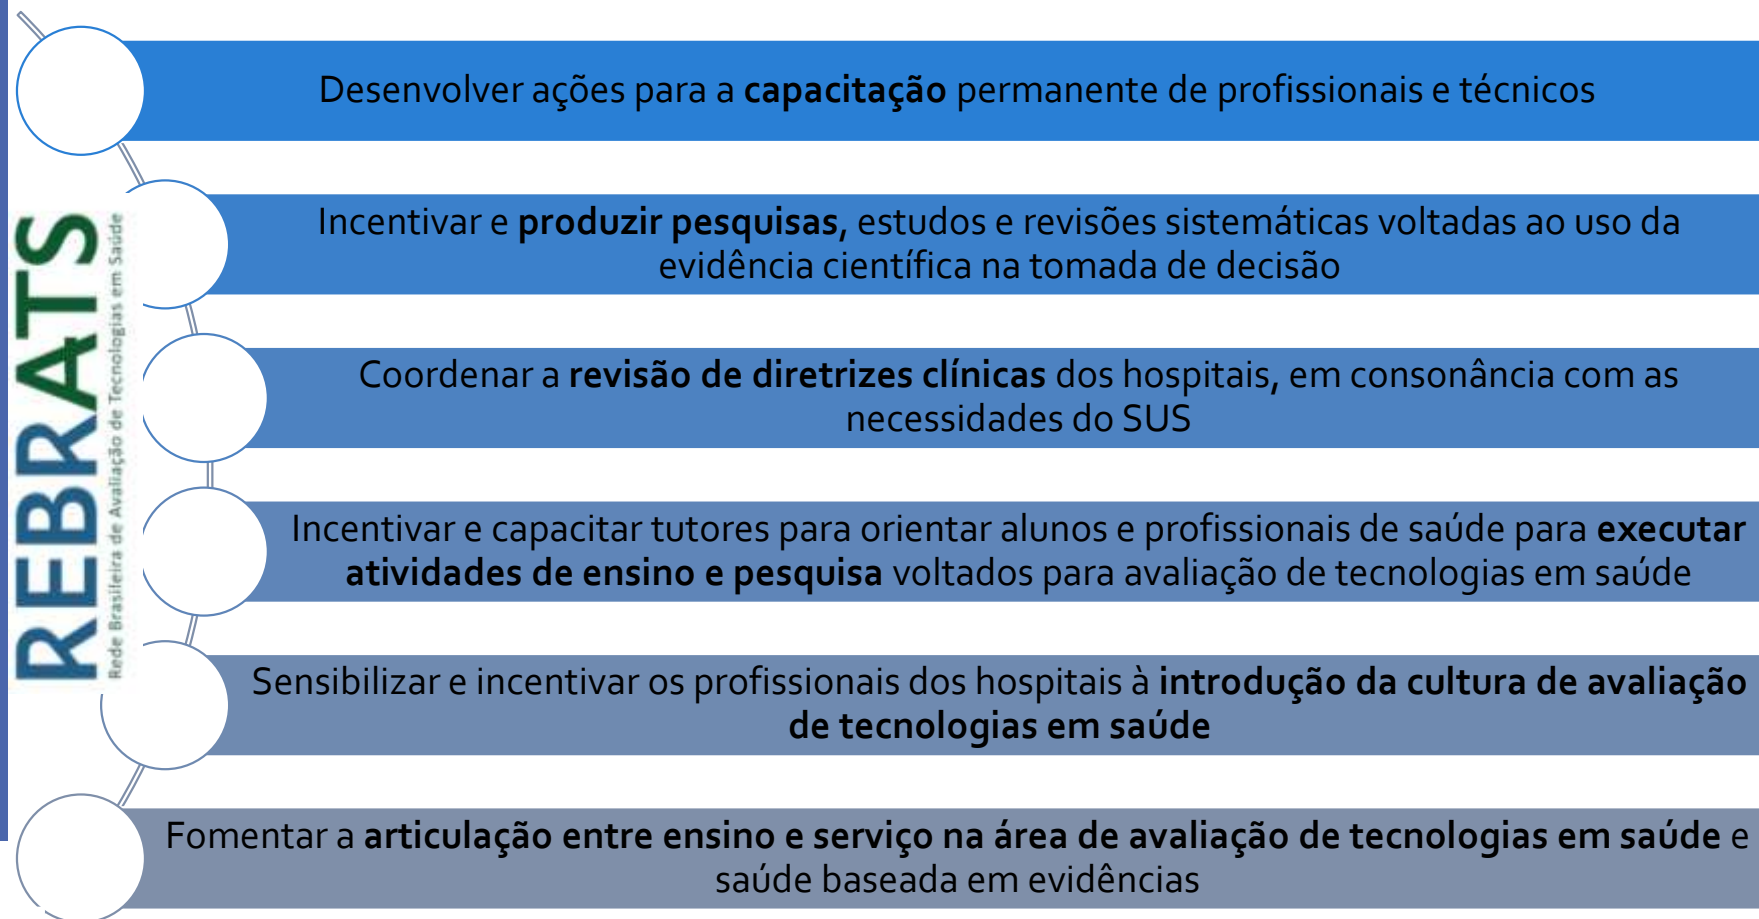 REBRATS
Rede Brasileira de Avaliação de Tecnologias em Saúde
Desenvolver ações para a capacitação permanente de profissionais e técnicos
Incentivar e produzir pesquisas, estudos e revisões sistemáticas voltadas ao uso da
evidência científica na tomada de decisão
Coordenar a revisão de diretrizes clínicas dos hospitais, em consonância com as
necessidades do SUS
Incentivar e capacitar tutores para orientar alunos e profissionais de saúde para executar
atividades de ensino e pesquisa voltados para avaliação de tecnologias em saúde
Sensibilizar e incentivar os profissionais dos hospitais à introdução da cultura de avaliação
de tecnologias em saúde
Fomentar a articulação entre ensino e serviço na área de avaliação de tecnologias em saúde e
saúde baseada em evidências